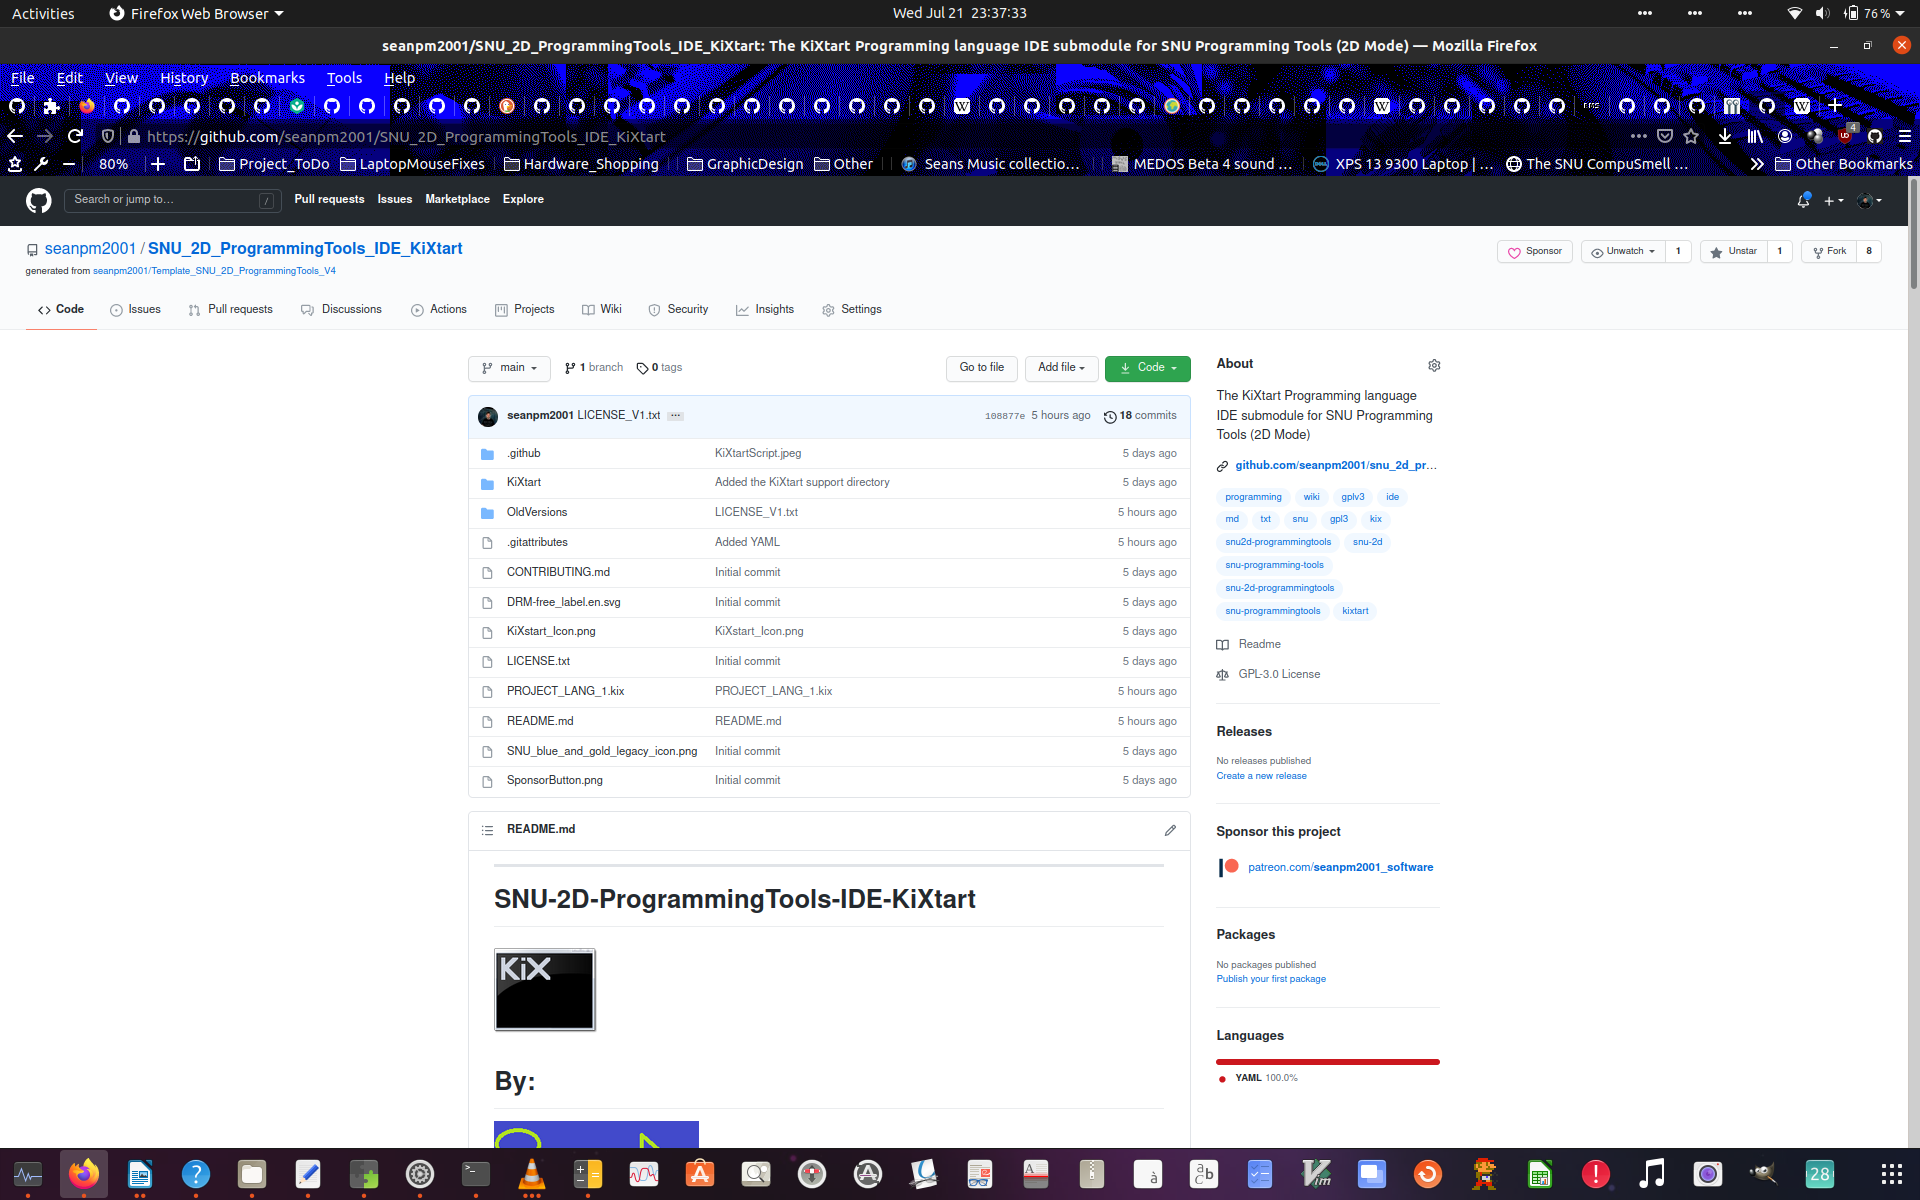 Activities Firefox Web Browser Wed Jul 21 23:37:33 76%
seanpm2001/SNU_2D_ProgrammingTools_IDE_KiXtart: The KiXtart Programming language IDE submodule for SNU Programming Tools (2D Mode) — Mozilla Firefox
File Edit View History Bookmarks Tools Help
https://github.com/seanpm2001/SNU_2D_ProgrammingTools_IDE_KiXtart 4
80% Project_ToDo LaptopMouseFixes Hardware_Shopping GraphicDesign Other Seans Music collectio… MEDOS Beta 4 sound … XPS 13 9300 Laptop | … The SNU CompuSmell … Other Bookmarks
Search or jump to… / Pull requests Issues Marketplace Explore
seanpm2001 / SNU_2D_ProgrammingTools_IDE_KiXtart Sponsor Unwatch 1 Unstar 1 Fork 8
generated from seanpm2001/Template_SNU_2D_ProgrammingTools_V4
Code Issues Pull requests Discussions Actions Projects Wiki Security Insights Settings
main 1 branch 0 tags Go to file Add file Code
seanpm2001 LICENSE_V1.txt ··· 108877e 5 hours ago 18 commits
.github KiXtartScript.jpeg 5 days ago
KiXtart Added the KiXtart support directory 5 days ago
OldVersions LICENSE_V1.txt 5 hours ago
.gitattributes Added YAML 5 hours ago
CONTRIBUTING.md Initial commit 5 days ago
DRM-free_label.en.svg Initial commit 5 days ago
KiXstart_Icon.png KiXstart_Icon.png 5 days ago
LICENSE.txt Initial commit 5 days ago
PROJECT_LANG_1.kix PROJECT_LANG_1.kix 5 hours ago
README.md README.md 5 hours ago
SNU_blue_and_gold_legacy_icon.png Initial commit 5 days ago
SponsorButton.png Initial commit 5 days ago
README.md
SNU-2D-ProgrammingTools-IDE-KiXtart
KiX
By:
About
The KiXtart Programming language
IDE submodule for SNU Programming
Tools (2D Mode)
github.com/seanpm2001/snu_2d_pr…
programming wiki gplv3 ide
md txt snu gpl3 kix
snu2d-programmingtools snu-2d
snu-programming-tools
snu-2d-programmingtools
snu-programmingtools kixtart
Readme
GPL-3.0 License
Releases
No releases published
Create a new release
Sponsor this project
patreon.com/seanpm2001_software
Packages
No packages published
Publish your first package
Languages
YAML 100.0%
28